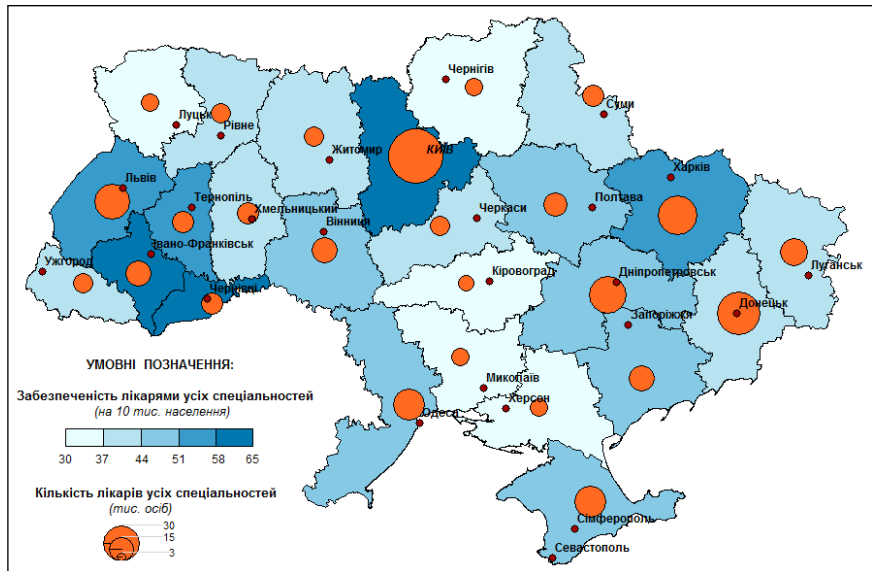 Чернігів
Суми
Луцьк
Рівне
КИЇВ
Житомир
Харків
Львів
Тернопіль
Полтава
Хмельницький
Черкаси
Вінниця
Івано-Франківськ
Ужгород
Кіровоград
Дніпропетровськ
Луганськ
Чернівці
Донецьк
Запоріжжя
УМОВНІ ПОЗНАЧЕННЯ:
Миколаїв
Забезпеченість лікарями усіх спеціальностей
(на 10 тис. населення)
Херсон
Одеса
30 37 44 51 58 65
Кількість лікарів усіх спеціальностей
(тис. осіб)
Сімферополь
30
15
3
Севастополь